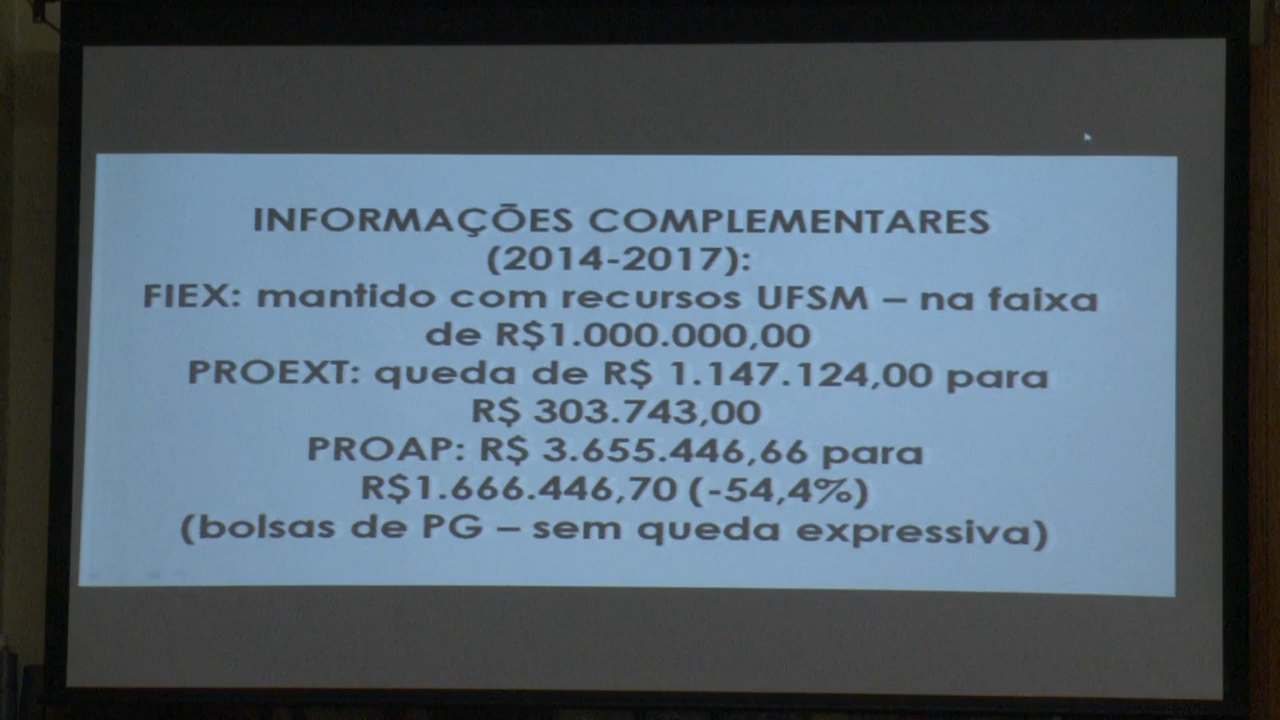 INFORMAÇÕES COMPLEMENTARES
(2014-2017):
FIEX: mantido com recursos UFSM – na faixa
de R$1.000.000,00
PROEXT: queda de R$ 1.147.124,00 para
R$ 303.743,00
PROAP: R$ 3.655.446,66 para
R$1.666.446,70 (-54,4%)
(bolsas de PG – sem queda expressiva)